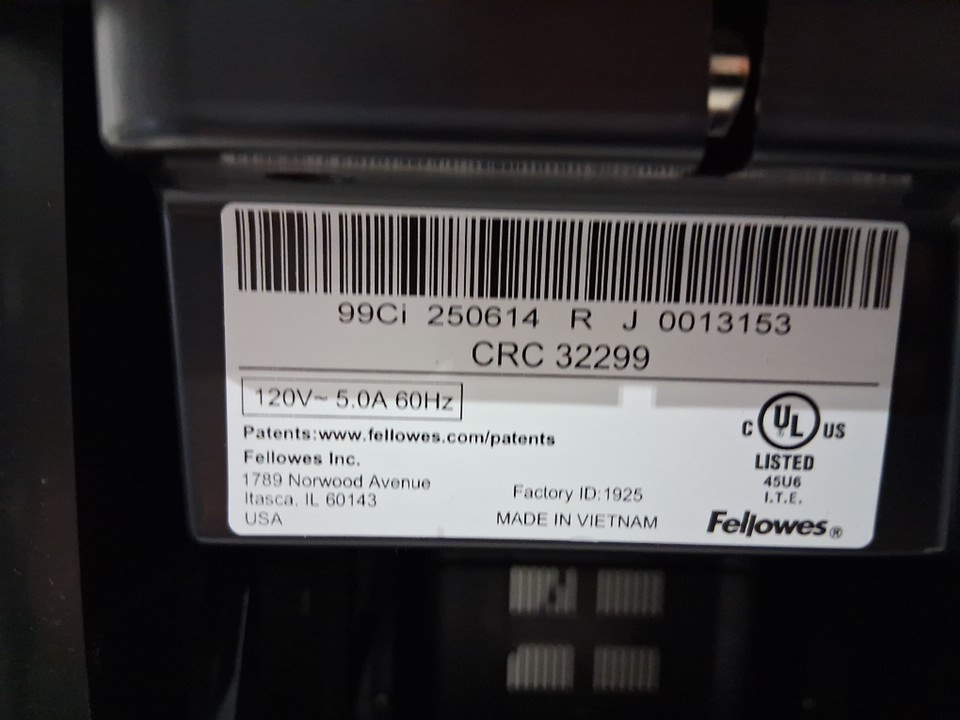 99Ci 250614 R J 0013153
CRC 32299
120V~ 5.0A 60Hz
Patents:www.fellowes.com/patents
Fellowes Inc.
1789 Norwood Avenue
Itasca, IL 60143
USA
Factory ID:1925
MADE IN VIETNAM
C UL US
LISTED
45U6
I.T.E.
Fellowes®